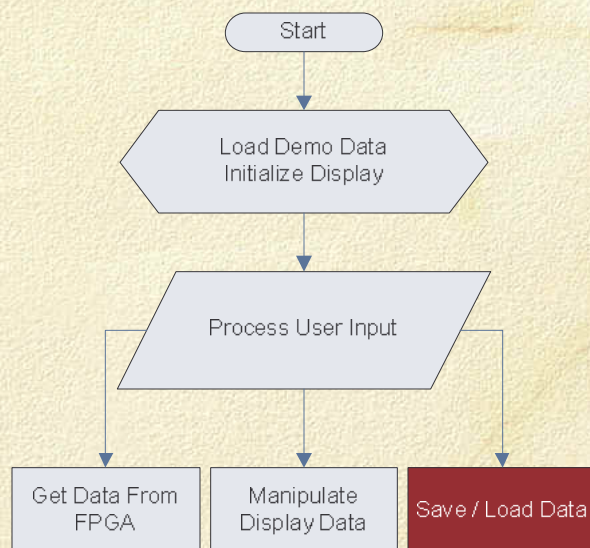 Start
Load Demo Data
Initialize Display
Process User Input
Get Data From
FPGA
Manipulate
Display Data
Save / Load Data